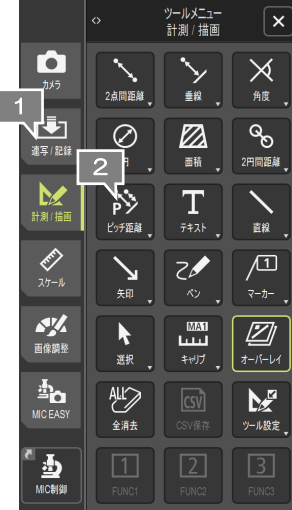 ツールメニュー
計測 / 描画
カメラ
1
連写 / 記録
計測 / 描画
スケール
画像調整
MIC EASY
MIC制御
2点間距離
垂線
角度
円
面積
2円間距離
2
P
ピッチ距離
T
テキスト
直線
矢印
ペン
1
マーカー
選択
MA1
キャリブ
オーバーレイ
ALL
全消去
CSV
CSV保存
ツール設定
1
FUNC1
2
FUNC2
3
FUNC3